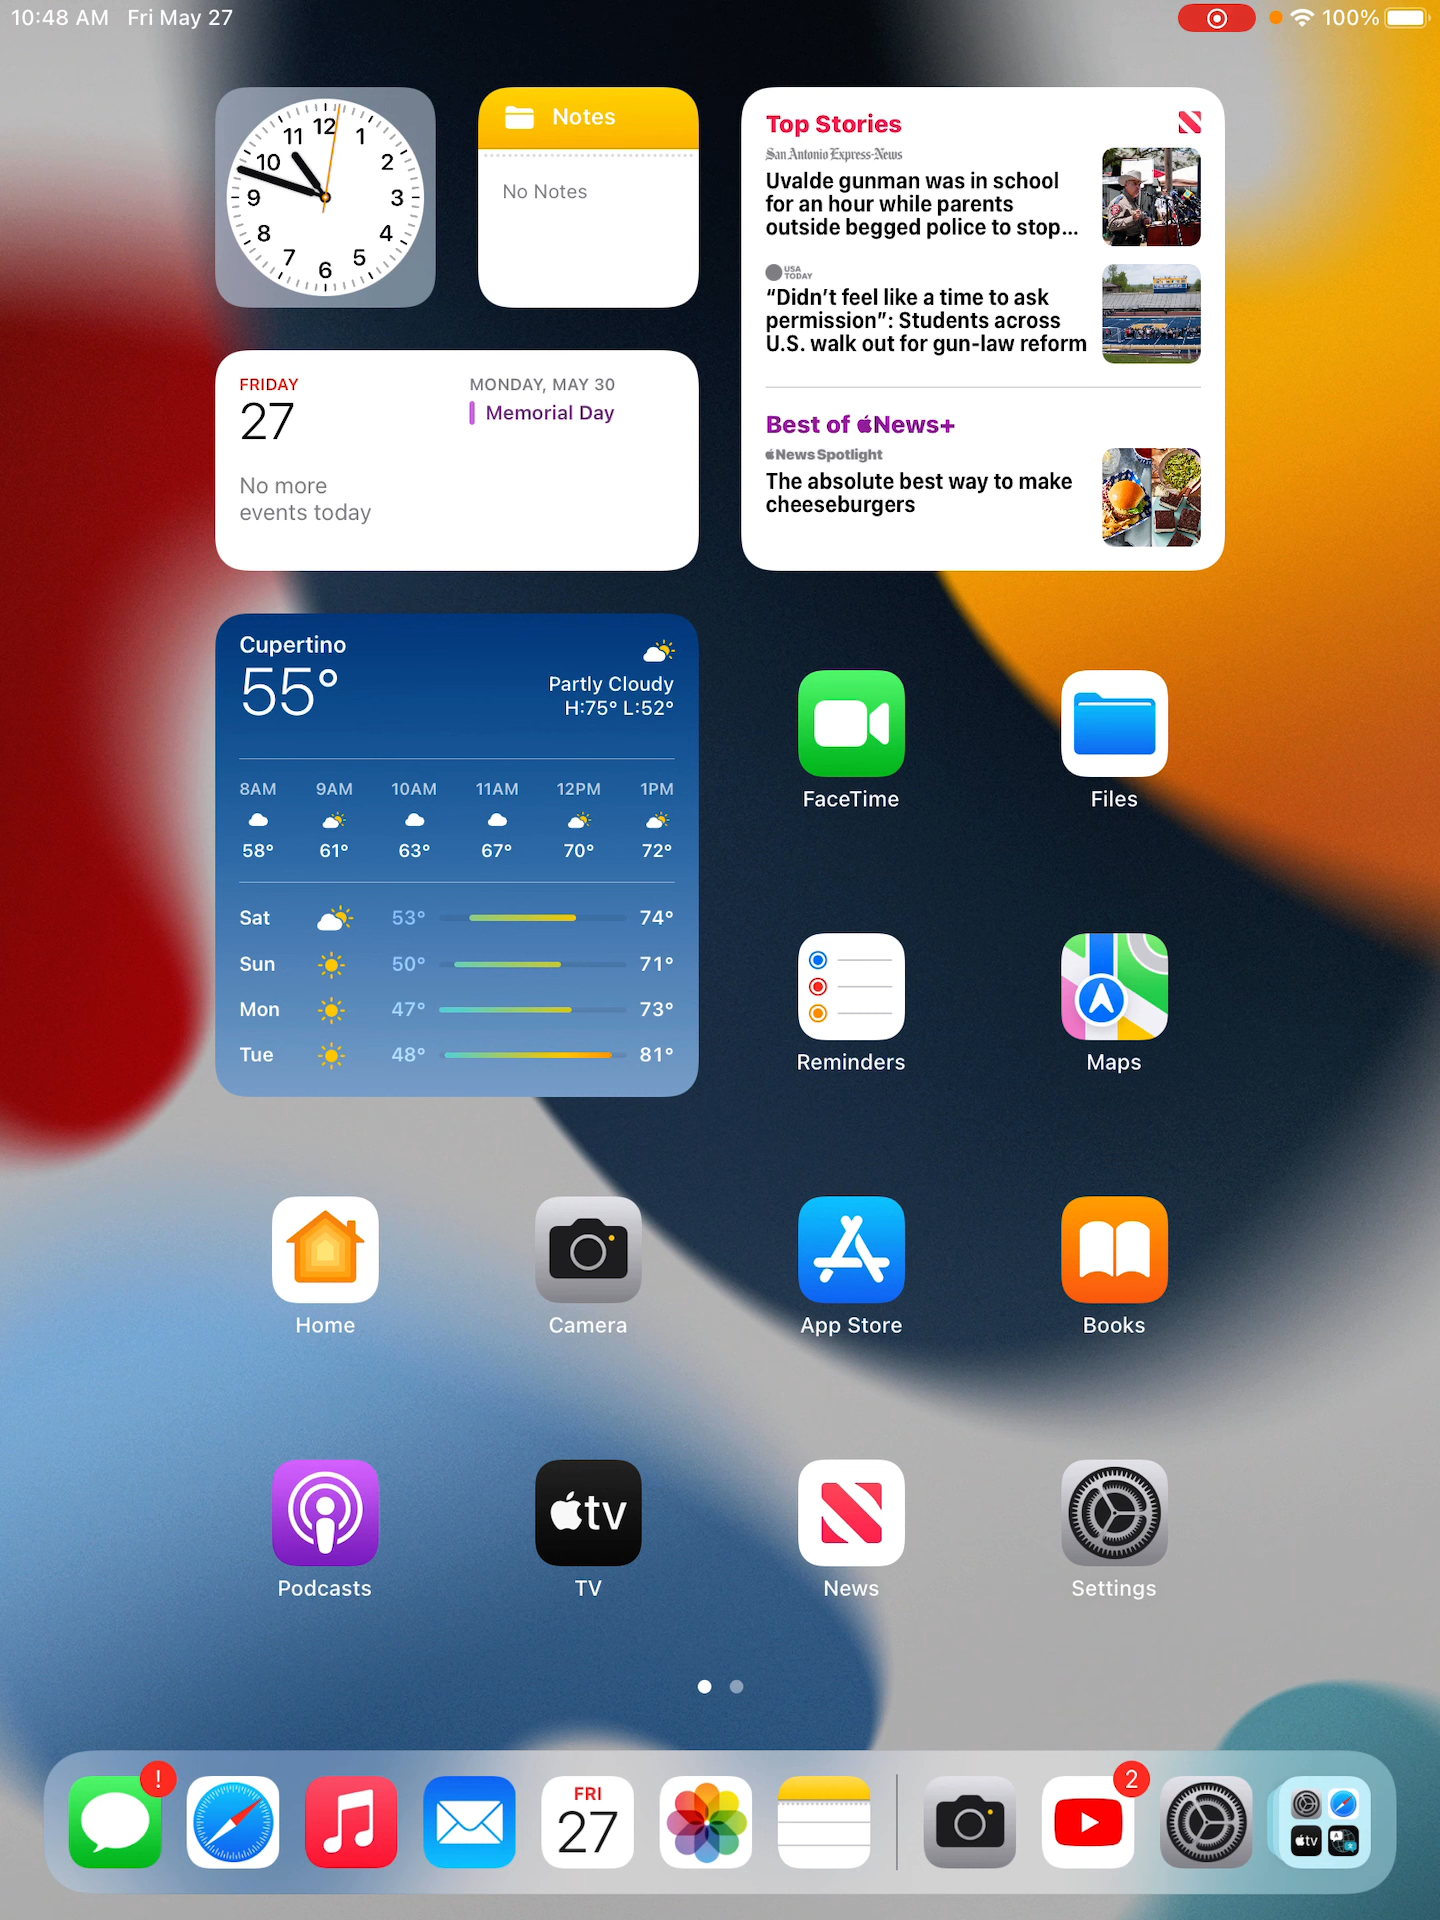 10:48 AM Fri May 27
100%
11 12 1
10 2
9 3
8 4
7 6 5
Notes
No Notes
Top Stories
San Antonio Express-News
Uvalde gunman was in school
for an hour while parents
outside begged police to stop...
USA
TODAY
“Didn’t feel like a time to ask
permission”: Students across
U.S. walk out for gun-law reform
Best of News+
News Spotlight
The absolute best way to make
cheeseburgers
FRIDAY
27
No more
events today
MONDAY, MAY 30
Memorial Day
Cupertino
55°
Partly Cloudy
H:75° L:52°
8AM 9AM 10AM 11AM 12PM 1PM
58° 61° 63° 67° 70° 72°
Sat 53° 74°
Sun 50° 71°
Mon 47° 73°
Tue 48° 81°
FaceTime
Files
Reminders
Maps
Home
Camera
App Store
Books
tv
Podcasts
TV
News
Settings
!
FRI
27
2
tv